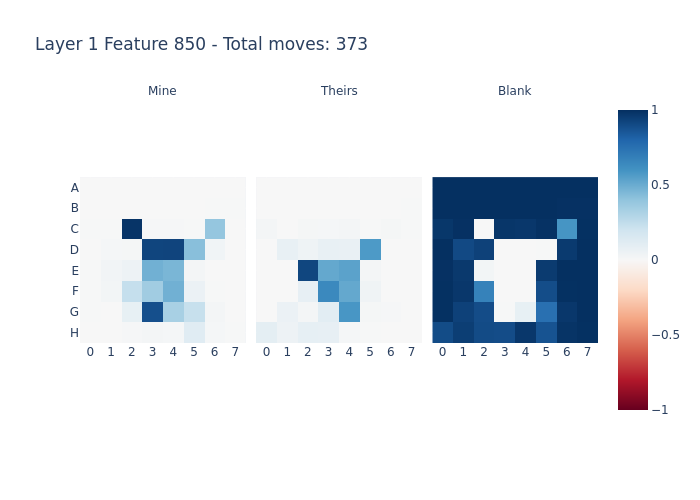 Layer 1 Feature 850 - Total moves: 373
Mine Theirs Blank
A
B
C
D
E
F
G
H
0 1 2 3 4 5 6 7 0 1 2 3 4 5 6 7 0 1 2 3 4 5 6 7
1
0.5
0
−0.5
−1